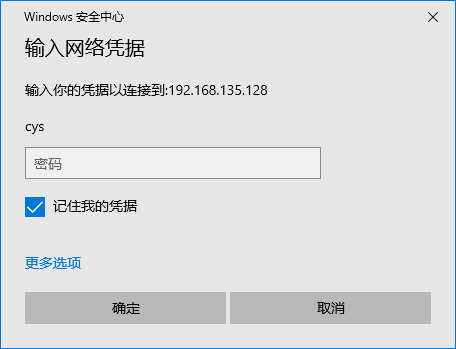 Windows 安全中心
输入网络凭据
输入你的凭据以连接到:192.168.135.128
cys
密码
记住我的凭据
更多选项
确定
取消